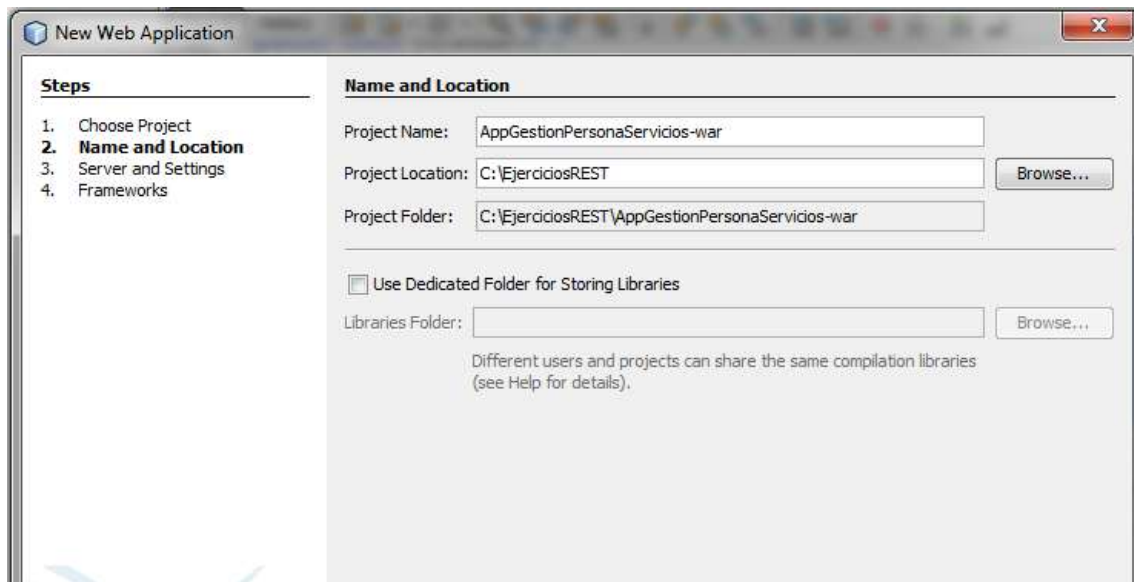 New Web Application
Steps
1. Choose Project
2. Name and Location
3. Server and Settings
4. Frameworks
Name and Location
Project Name: AppGestionPersonaServicios-war
Project Location: C:\EjerciciosREST Browse...
Project Folder: C:\EjerciciosREST\AppGestionPersonaServicios-war
Use Dedicated Folder for Storing Libraries
Libraries Folder: Browse...
Different users and projects can share the same compilation libraries
(see Help for details).